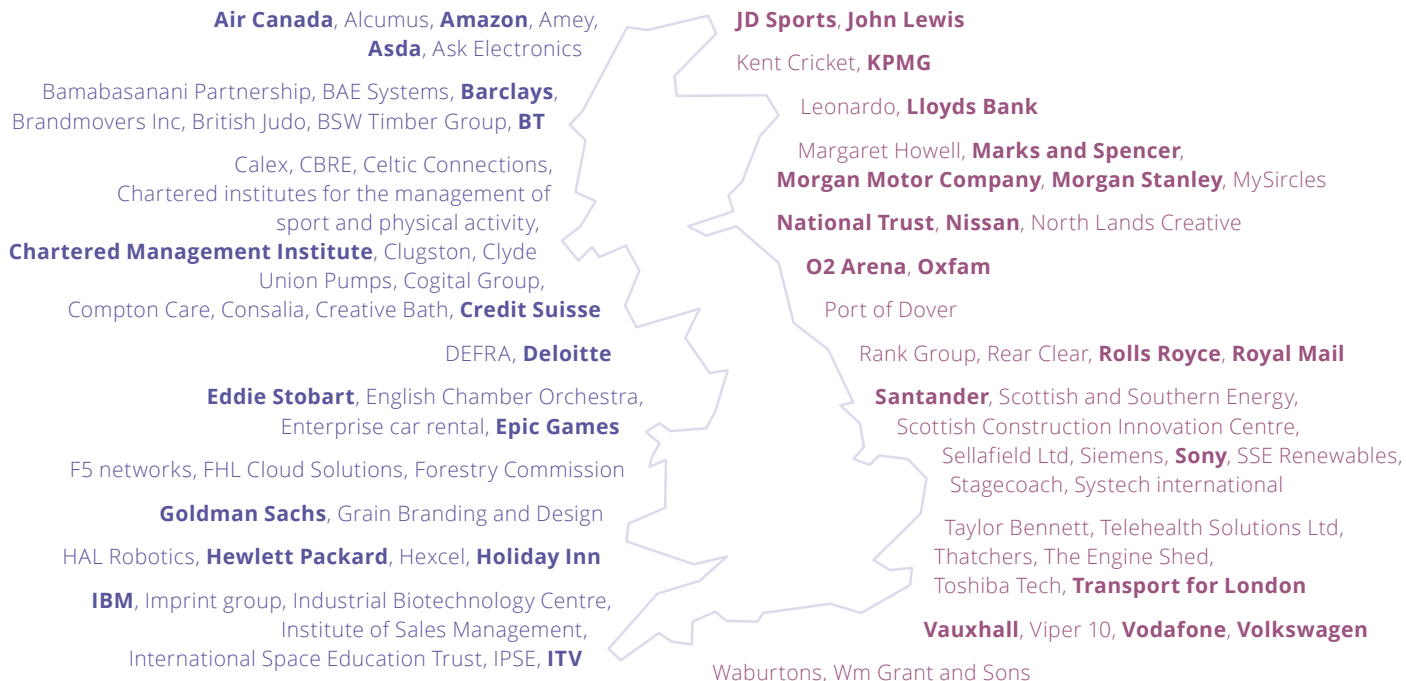 Air Canada, Alcumus, Amazon, Amey,
Asda, Ask Electronics
Bamabasanani Partnership, BAE Systems, Barclays,
Brandmovers Inc, British Judo, BSW Timber Group, BT
Calex, CBRE, Celtic Connections,
Chartered institutes for the management of
sport and physical activity,
Chartered Management Institute, Clugston, Clyde
Union Pumps, Cogital Group,
Compton Care, Consalia, Creative Bath, Credit Suisse
DEFRA, Deloitte
Eddie Stobart, English Chamber Orchestra,
Enterprise car rental, Epic Games
F5 networks, FHL Cloud Solutions, Forestry Commission
Goldman Sachs, Grain Branding and Design
HAL Robotics, Hewlett Packard, Hexcel, Holiday Inn
IBM, Imprint group, Industrial Biotechnology Centre,
Institute of Sales Management,
International Space Education Trust, IPSE, ITV
JD Sports, John Lewis
Kent Cricket, KPMG
Leonardo, Lloyds Bank
Margaret Howell, Marks and Spencer,
Morgan Motor Company, Morgan Stanley, MySircles
National Trust, Nissan, North Lands Creative
O2 Arena, Oxfam
Port of Dover
Rank Group, Rear Clear, Rolls Royce, Royal Mail
Santander, Scottish and Southern Energy,
Scottish Construction Innovation Centre,
Sellafield Ltd, Siemens, Sony, SSE Renewables,
Stagecoach, Systech international
Taylor Bennett, Telehealth Solutions Ltd,
Thatchers, The Engine Shed,
Toshiba Tech, Transport for London
Vauxhall, Viper 10, Vodafone, Volkswagen
Waburtons, Wm Grant and Sons